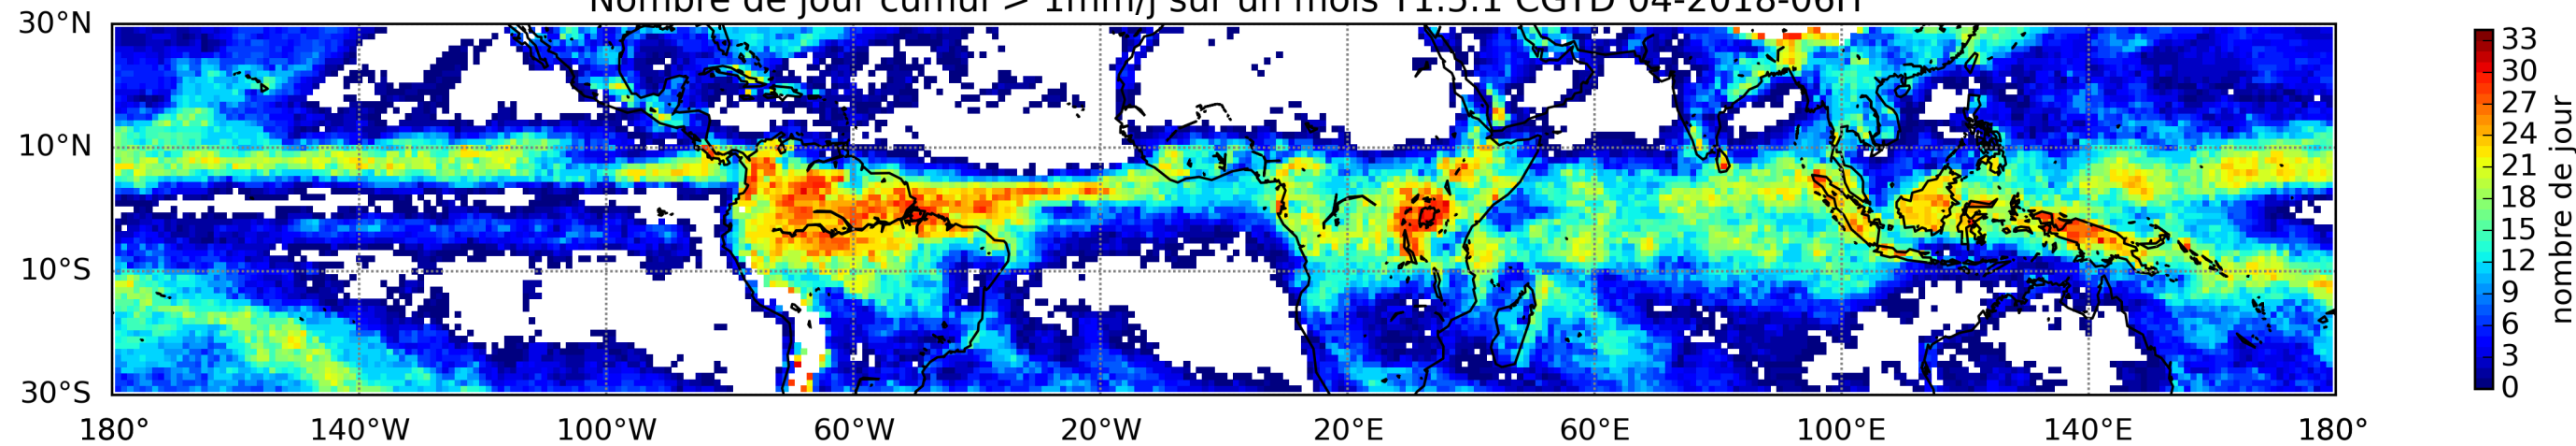 Nombre de jour cumul > 1mm/j sur un mois T1.5.1 CGTD 04-2018-06H
30°N
10°N
10°S
30°S
180° 140°W 100°W 60°W 20°W 20°E 60°E 100°E 140°E 180°
33
30
27
24
21
18
15
12
9
6
3
0
nombre de jour